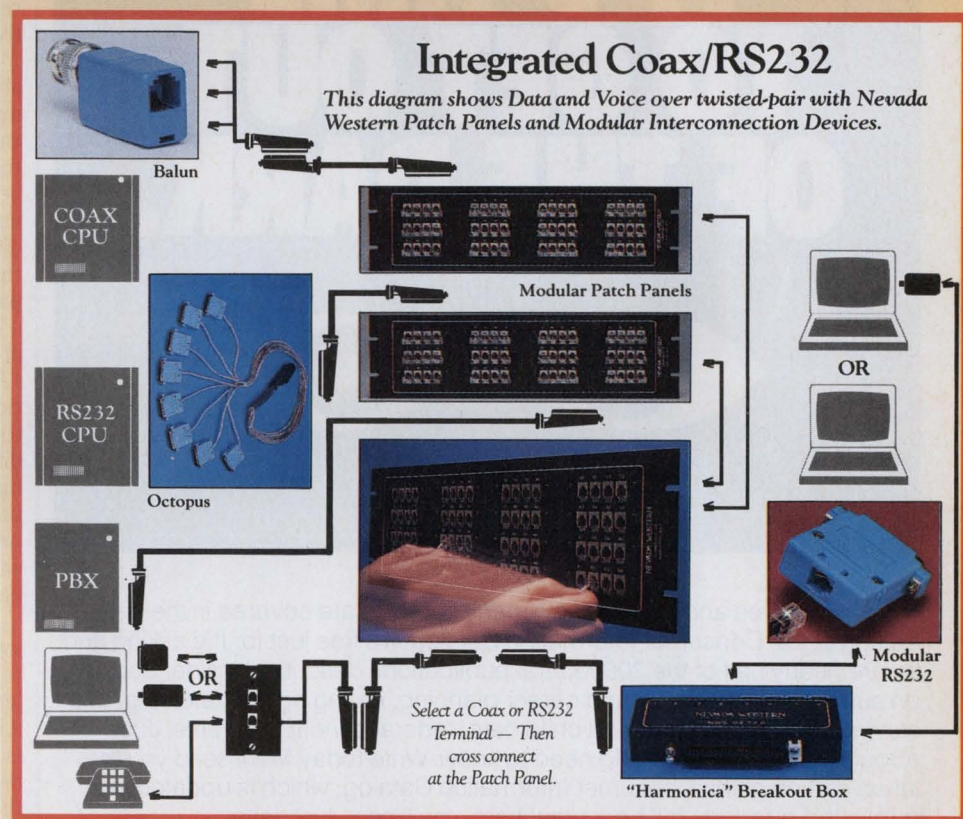 Integrated Coax/RS232
This diagram shows Data and Voice over twisted-pair with Nevada
Western Patch Panels and Modular Interconnection Devices.
Balun
COAX
CPU
Modular Patch Panels
OR
RS232
CPU
Octopus
NEVADA WESTERN
PBX
Modular
RS232
OR
Select a Coax or RS232
Terminal — Then
cross connect
at the Patch Panel.
NEVADA WESTERN
"Harmonica" Breakout Box